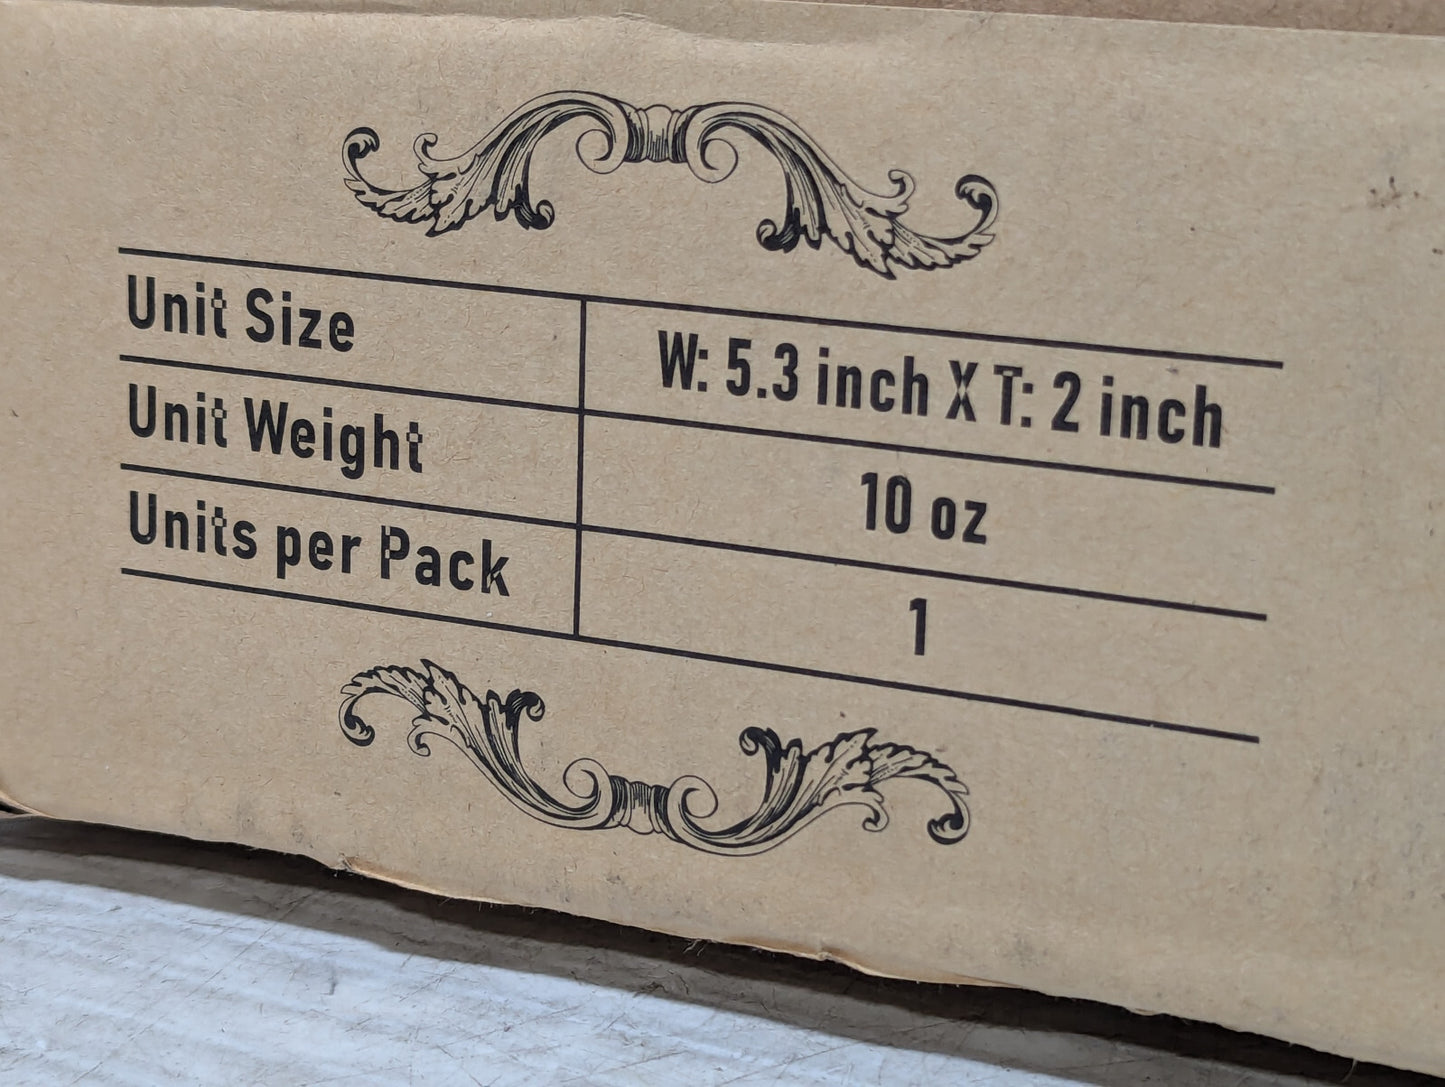 Unit Size W: 5.3 inch X T: 2 inch
Unit Weight 10 oz
Units per Pack 1